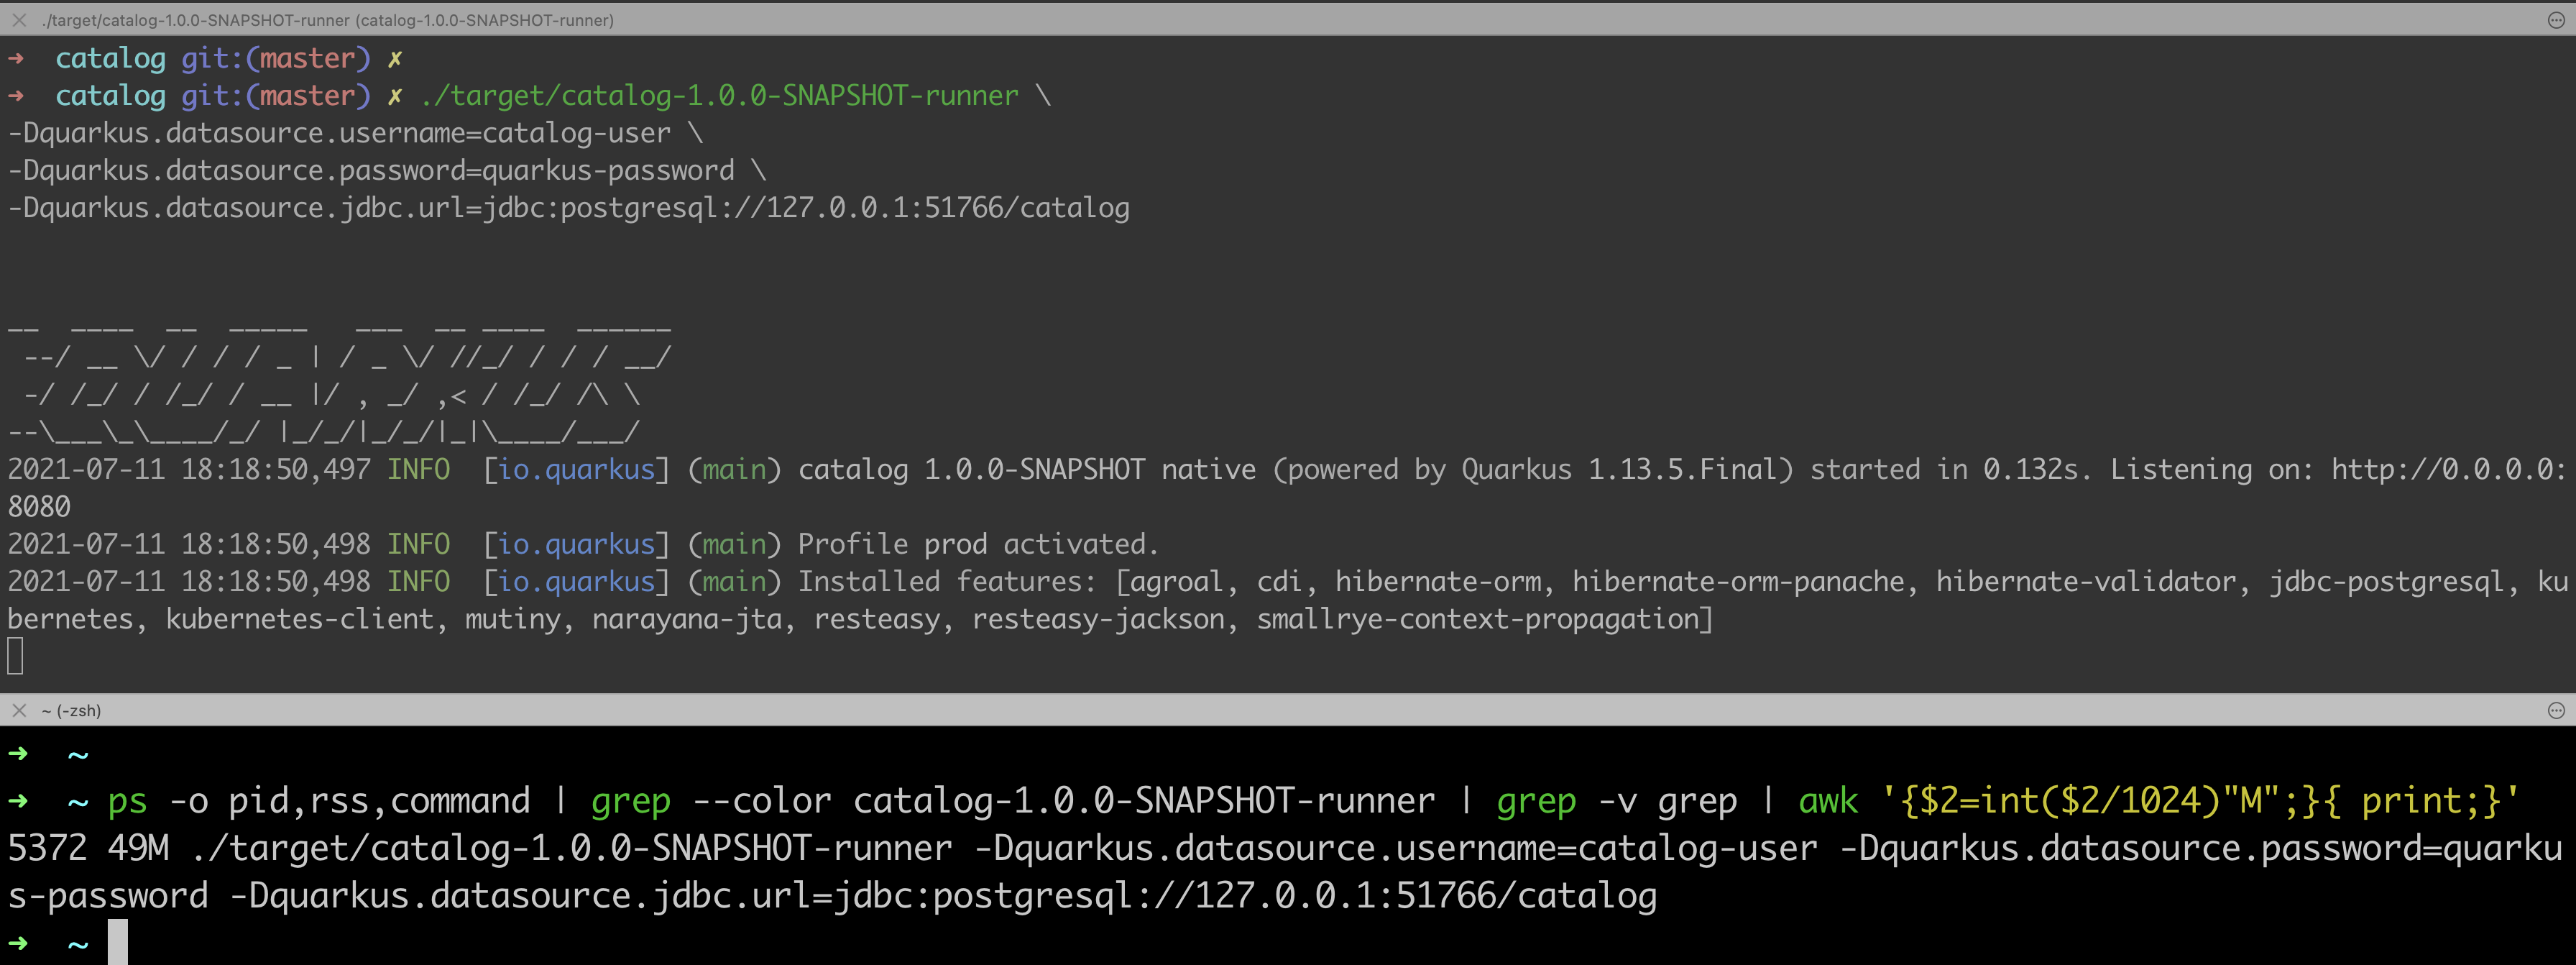 ./target/catalog-1.0.0-SNAPSHOT-runner (catalog-1.0.0-SNAPSHOT-runner)
➜  catalog git:(master) ✗
➜  catalog git:(master) ✗ ./target/catalog-1.0.0-SNAPSHOT-runner \
-Dquarkus.datasource.username=catalog-user \
-Dquarkus.datasource.password=quarkus-password \
-Dquarkus.datasource.jdbc.url=jdbc:postgresql://127.0.0.1:51766/catalog
__  ____  __  _____   ___  __ ____  ______
 --/ __ \/ / / / _ | / _ \/ //_/ / / / __/
 -/ /_/ / /_/ / __ |/ , _/ ,< / /_/ /\ \
--\___\_\____/_/ |_/_/|_/_/|_|\____/___/
2021-07-11 18:18:50,497 INFO  [io.quarkus] (main) catalog 1.0.0-SNAPSHOT native (powered by Quarkus 1.13.5.Final) started in 0.132s. Listening on: http://0.0.0.0:
8080
2021-07-11 18:18:50,498 INFO  [io.quarkus] (main) Profile prod activated.
2021-07-11 18:18:50,498 INFO  [io.quarkus] (main) Installed features: [agroal, cdi, hibernate-orm, hibernate-orm-panache, hibernate-validator, jdbc-postgresql, ku
bernetes, kubernetes-client, mutiny, narayana-jta, resteasy, resteasy-jackson, smallrye-context-propagation]
~ (-zsh)
➜  ~
➜  ~ ps -o pid,rss,command | grep --color catalog-1.0.0-SNAPSHOT-runner | grep -v grep | awk '{$2=int($2/1024)"M";}{ print;}'
5372 49M ./target/catalog-1.0.0-SNAPSHOT-runner -Dquarkus.datasource.username=catalog-user -Dquarkus.datasource.password=quarku
s-password -Dquarkus.datasource.jdbc.url=jdbc:postgresql://127.0.0.1:51766/catalog
➜  ~